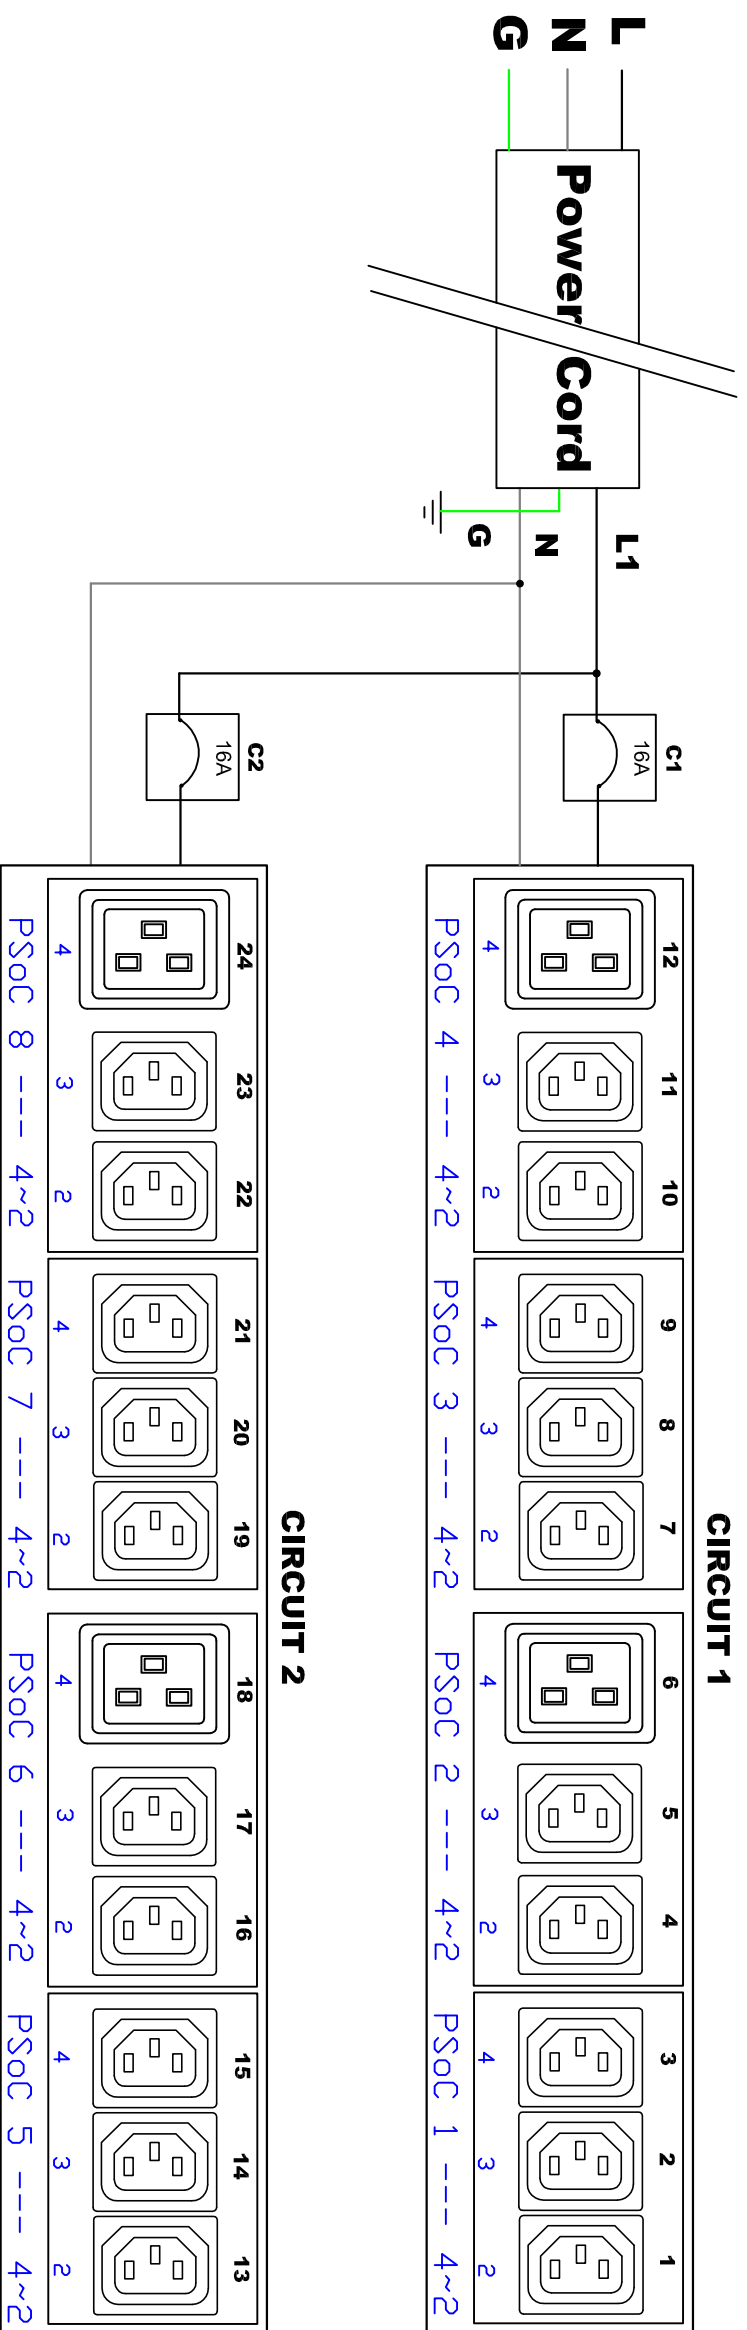 L
N
G
Power Cord
L1
N
G
C1
16A
C2
16A
CIRCUIT 1
12 11 10 9 8 7 6 5 4 3 2 1
4 3 2 4 3 2 4 3 2 4 3 2
PSoC 4 --- 4~2 PSoC 3 --- 4~2 PSoC 2 --- 4~2 PSoC 1 --- 4~2
CIRCUIT 2
24 23 22 21 20 19 18 17 16 15 14 13
4 3 2 4 3 2 4 3 2 4 3 2
PSoC 8 --- 4~2 PSoC 7 --- 4~2 PSoC 6 --- 4~2 PSoC 5 --- 4~2